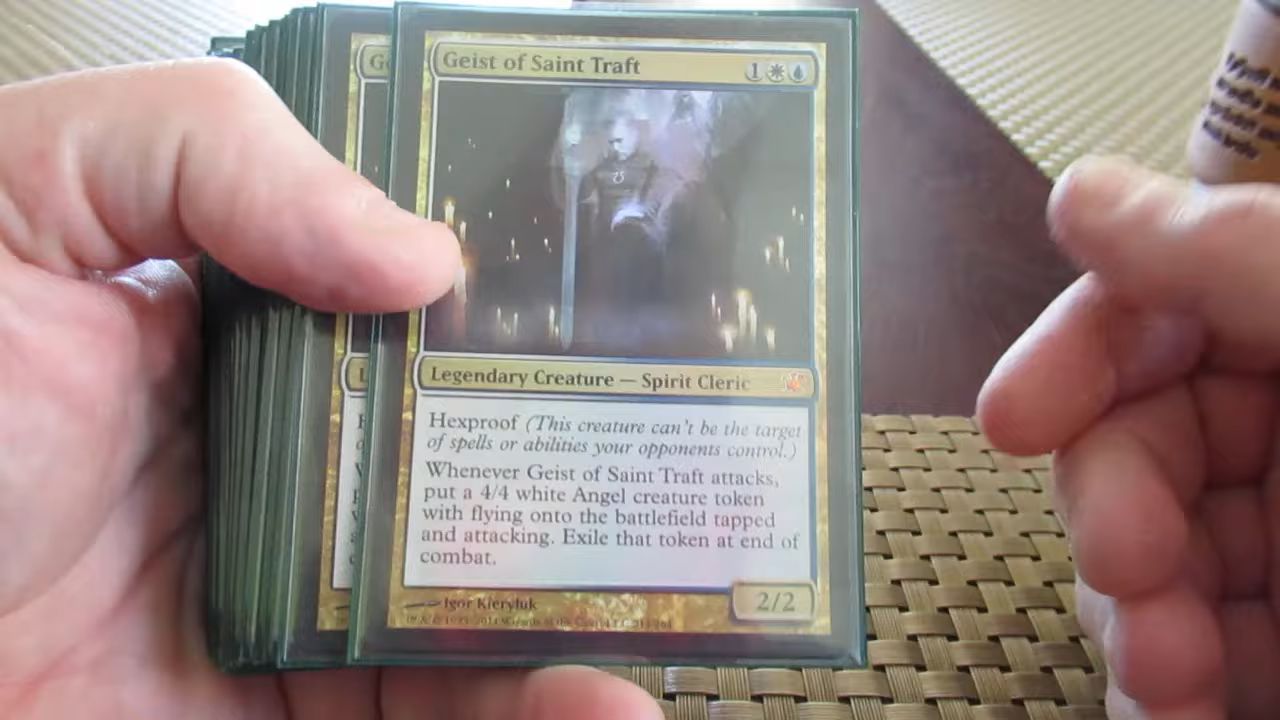 Geist of Saint Traft
1
Legendary Creature — Spirit Cleric
Hexproof (This creature can't be the target
of spells or abilities your opponents control.)
Whenever Geist of Saint Traft attacks,
put a 4/4 white Angel creature token
with flying onto the battlefield tapped
and attacking. Exile that token at end of
combat.
Igor Kieryluk
2/2